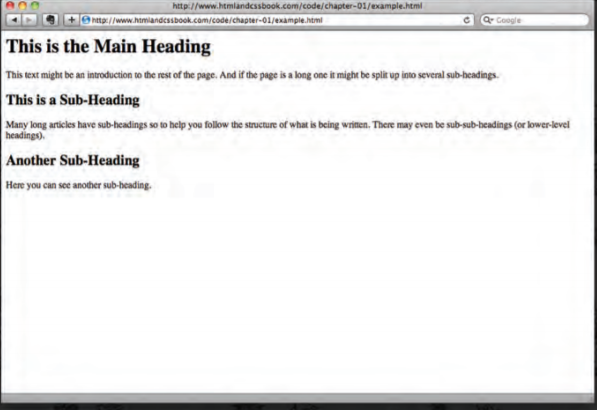 http://www.htmlandcssbook.com/code/chapter-01/example.html
http://www.htmlandcssbook.com/code/chapter-01/example.html
Google
This is the Main Heading
This text might be an introduction to the rest of the page. And if the page is a long one it might be split up into several sub-headings.
This is a Sub-Heading
Many long articles have sub-headings so to help you follow the structure of what is being written. There may even be sub-sub-headings (or lower-level
headings).
Another Sub-Heading
Here you can see another sub-heading.